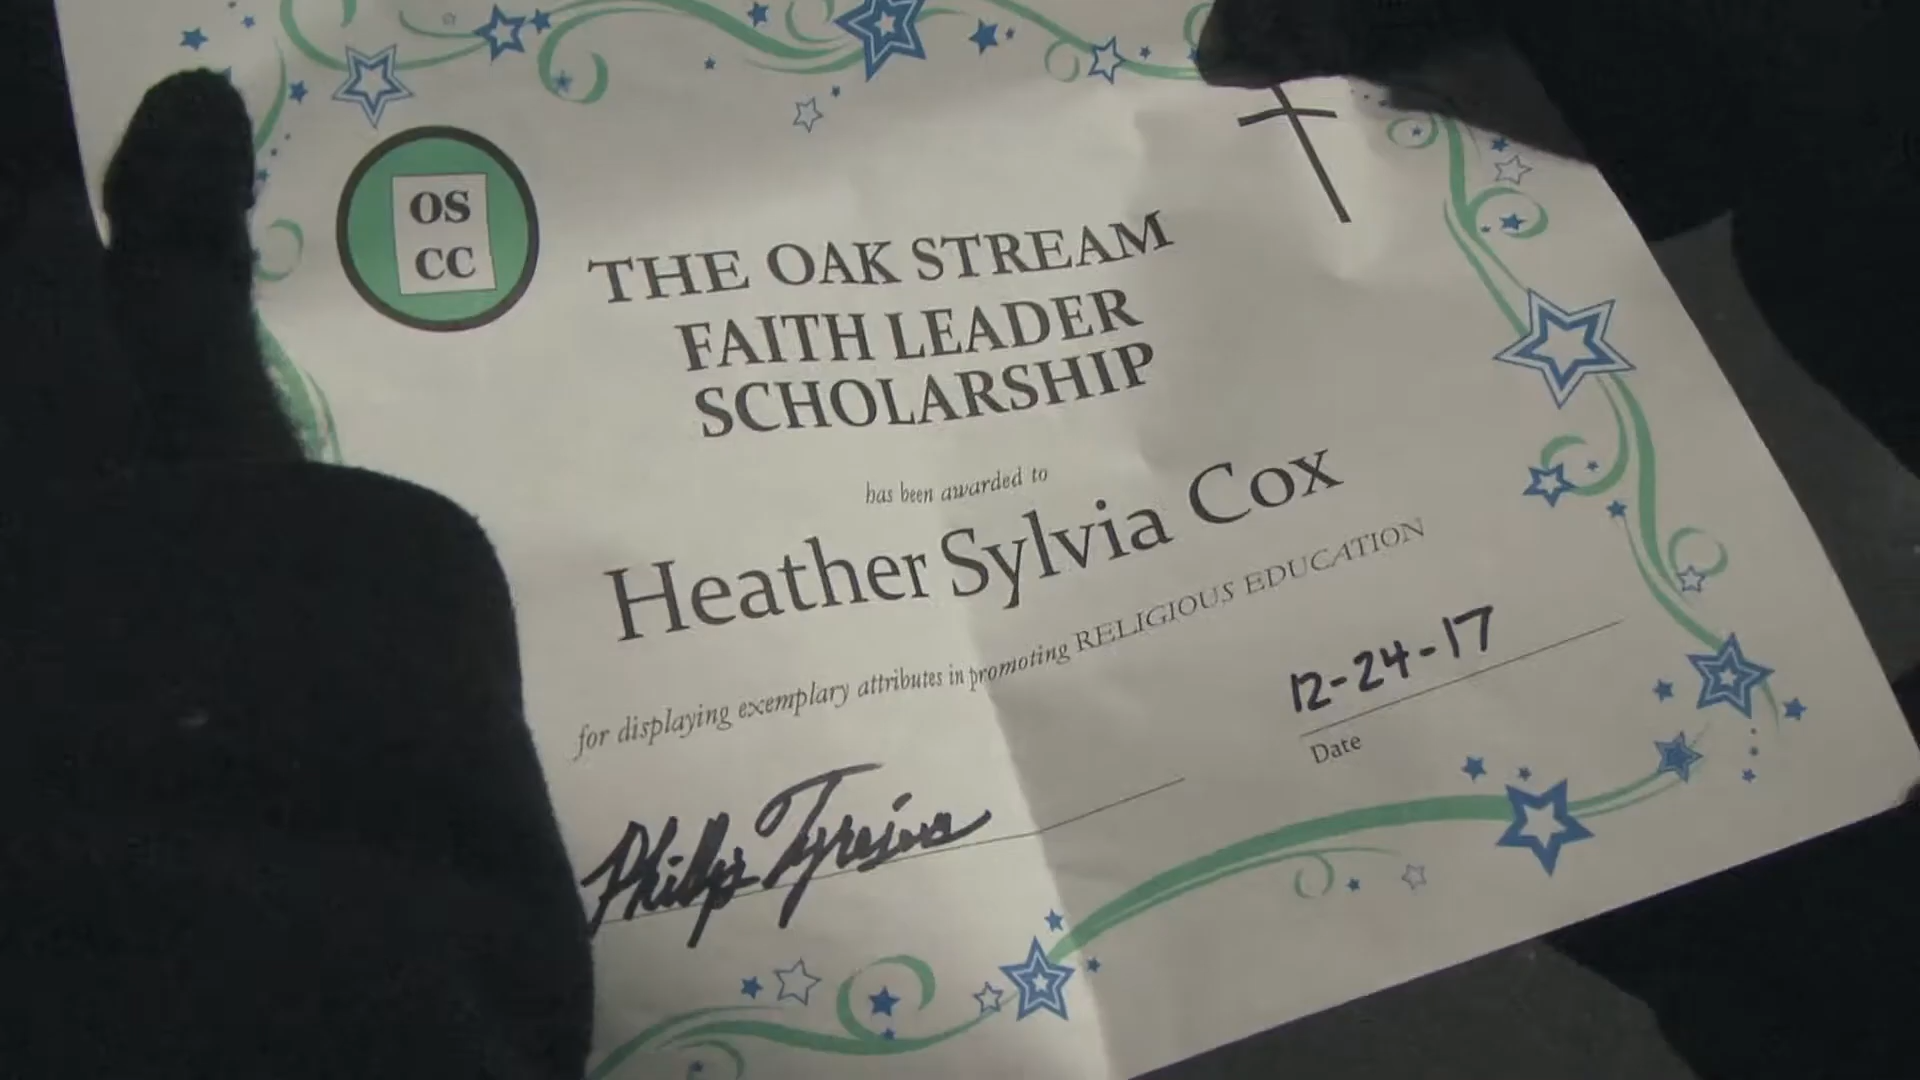 OS
CC
THE OAK STREAM
FAITH LEADER
SCHOLARSHIP
has been awarded to
Heather Sylvia Cox
for displaying exemplary attributes in promoting RELIGIOUS EDUCATION
12-24-17
Date
Philip